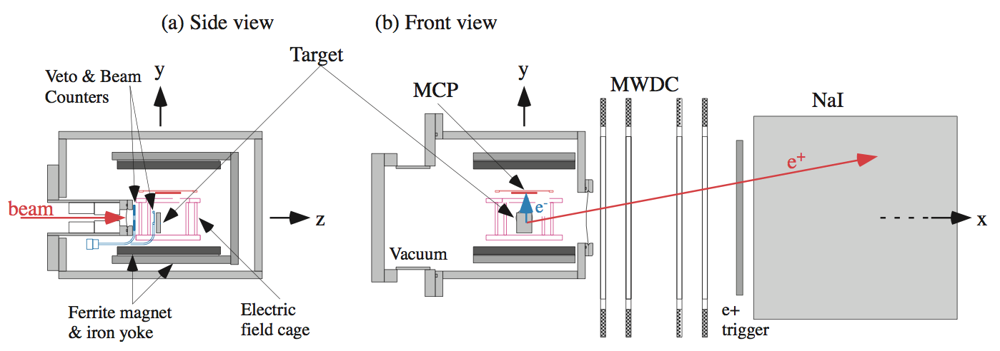 (a) Side view
(b) Front view
Target
Veto & Beam
Counters
y
y
MCP
MWDC
NaI
beam
z
e-
e+
x
Vacuum
Ferrite magnet
& iron yoke
Electric
field cage
e+
trigger